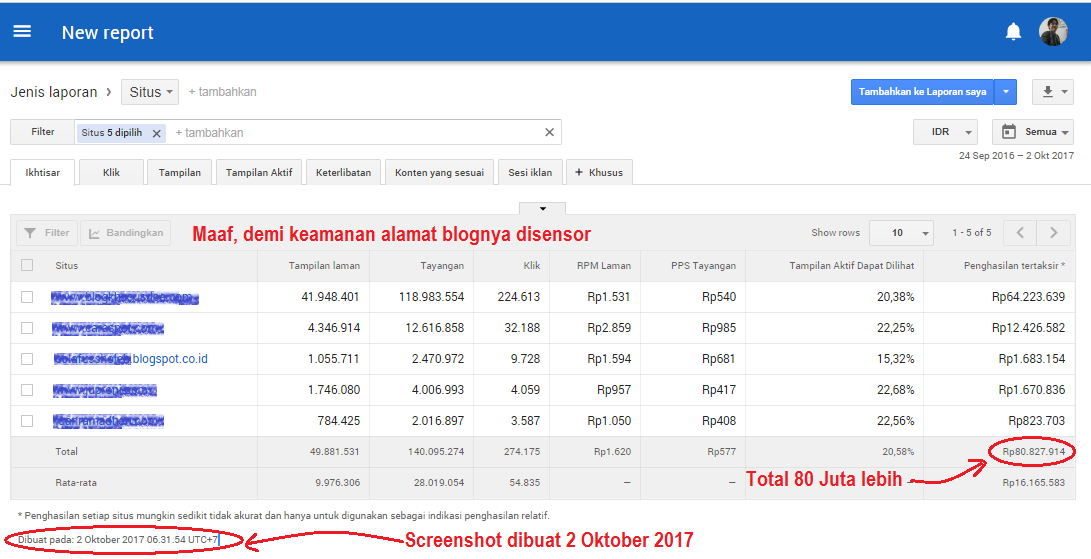 New report
Jenis laporan > Situs + tambahkan Tambahkan ke Laporan saya
Filter Situs 5 dipilih × + tambahkan × IDR Semua
24 Sep 2016 – 2 Okt 2017
Ikhtisar Klik Tampilan Tampilan Aktif Keterlibatan Konten yang sesuai Sesi iklan + Khusus
Filter Bandingkan Maaf, demi keamanan alamat blognya disensor Show rows 10 1 - 5 of 5
Situs Tampilan laman Tayangan Klik RPM Laman PPS Tayangan Tampilan Aktif Dapat Dilihat Penghasilan tertaksir *
41.948.401 118.983.554 224.613 Rp1.531 Rp540 20,38% Rp64.223.639
4.346.914 12.616.858 32.188 Rp2.859 Rp985 22,25% Rp12.426.582
.blogspot.co.id 1.055.711 2.470.972 9.728 Rp1.594 Rp681 15,32% Rp1.683.154
1.746.080 4.006.993 4.059 Rp957 Rp417 22,68% Rp1.670.836
784.425 2.016.897 3.587 Rp1.050 Rp408 22,56% Rp823.703
Total 49.881.531 140.095.274 274.175 Rp1.620 Rp577 20,58% Rp80.827.914
Total 80 Juta lebih
Rata-rata 9.976.306 28.019.054 54.835 – – Rp16.165.583
* Penghasilan setiap situs mungkin sedikit tidak akurat dan hanya untuk digunakan sebagai indikasi penghasilan relatif.
Dibuat pada: 2 Oktober 2017 06.31.54 UTC+7 Screenshot dibuat 2 Oktober 2017